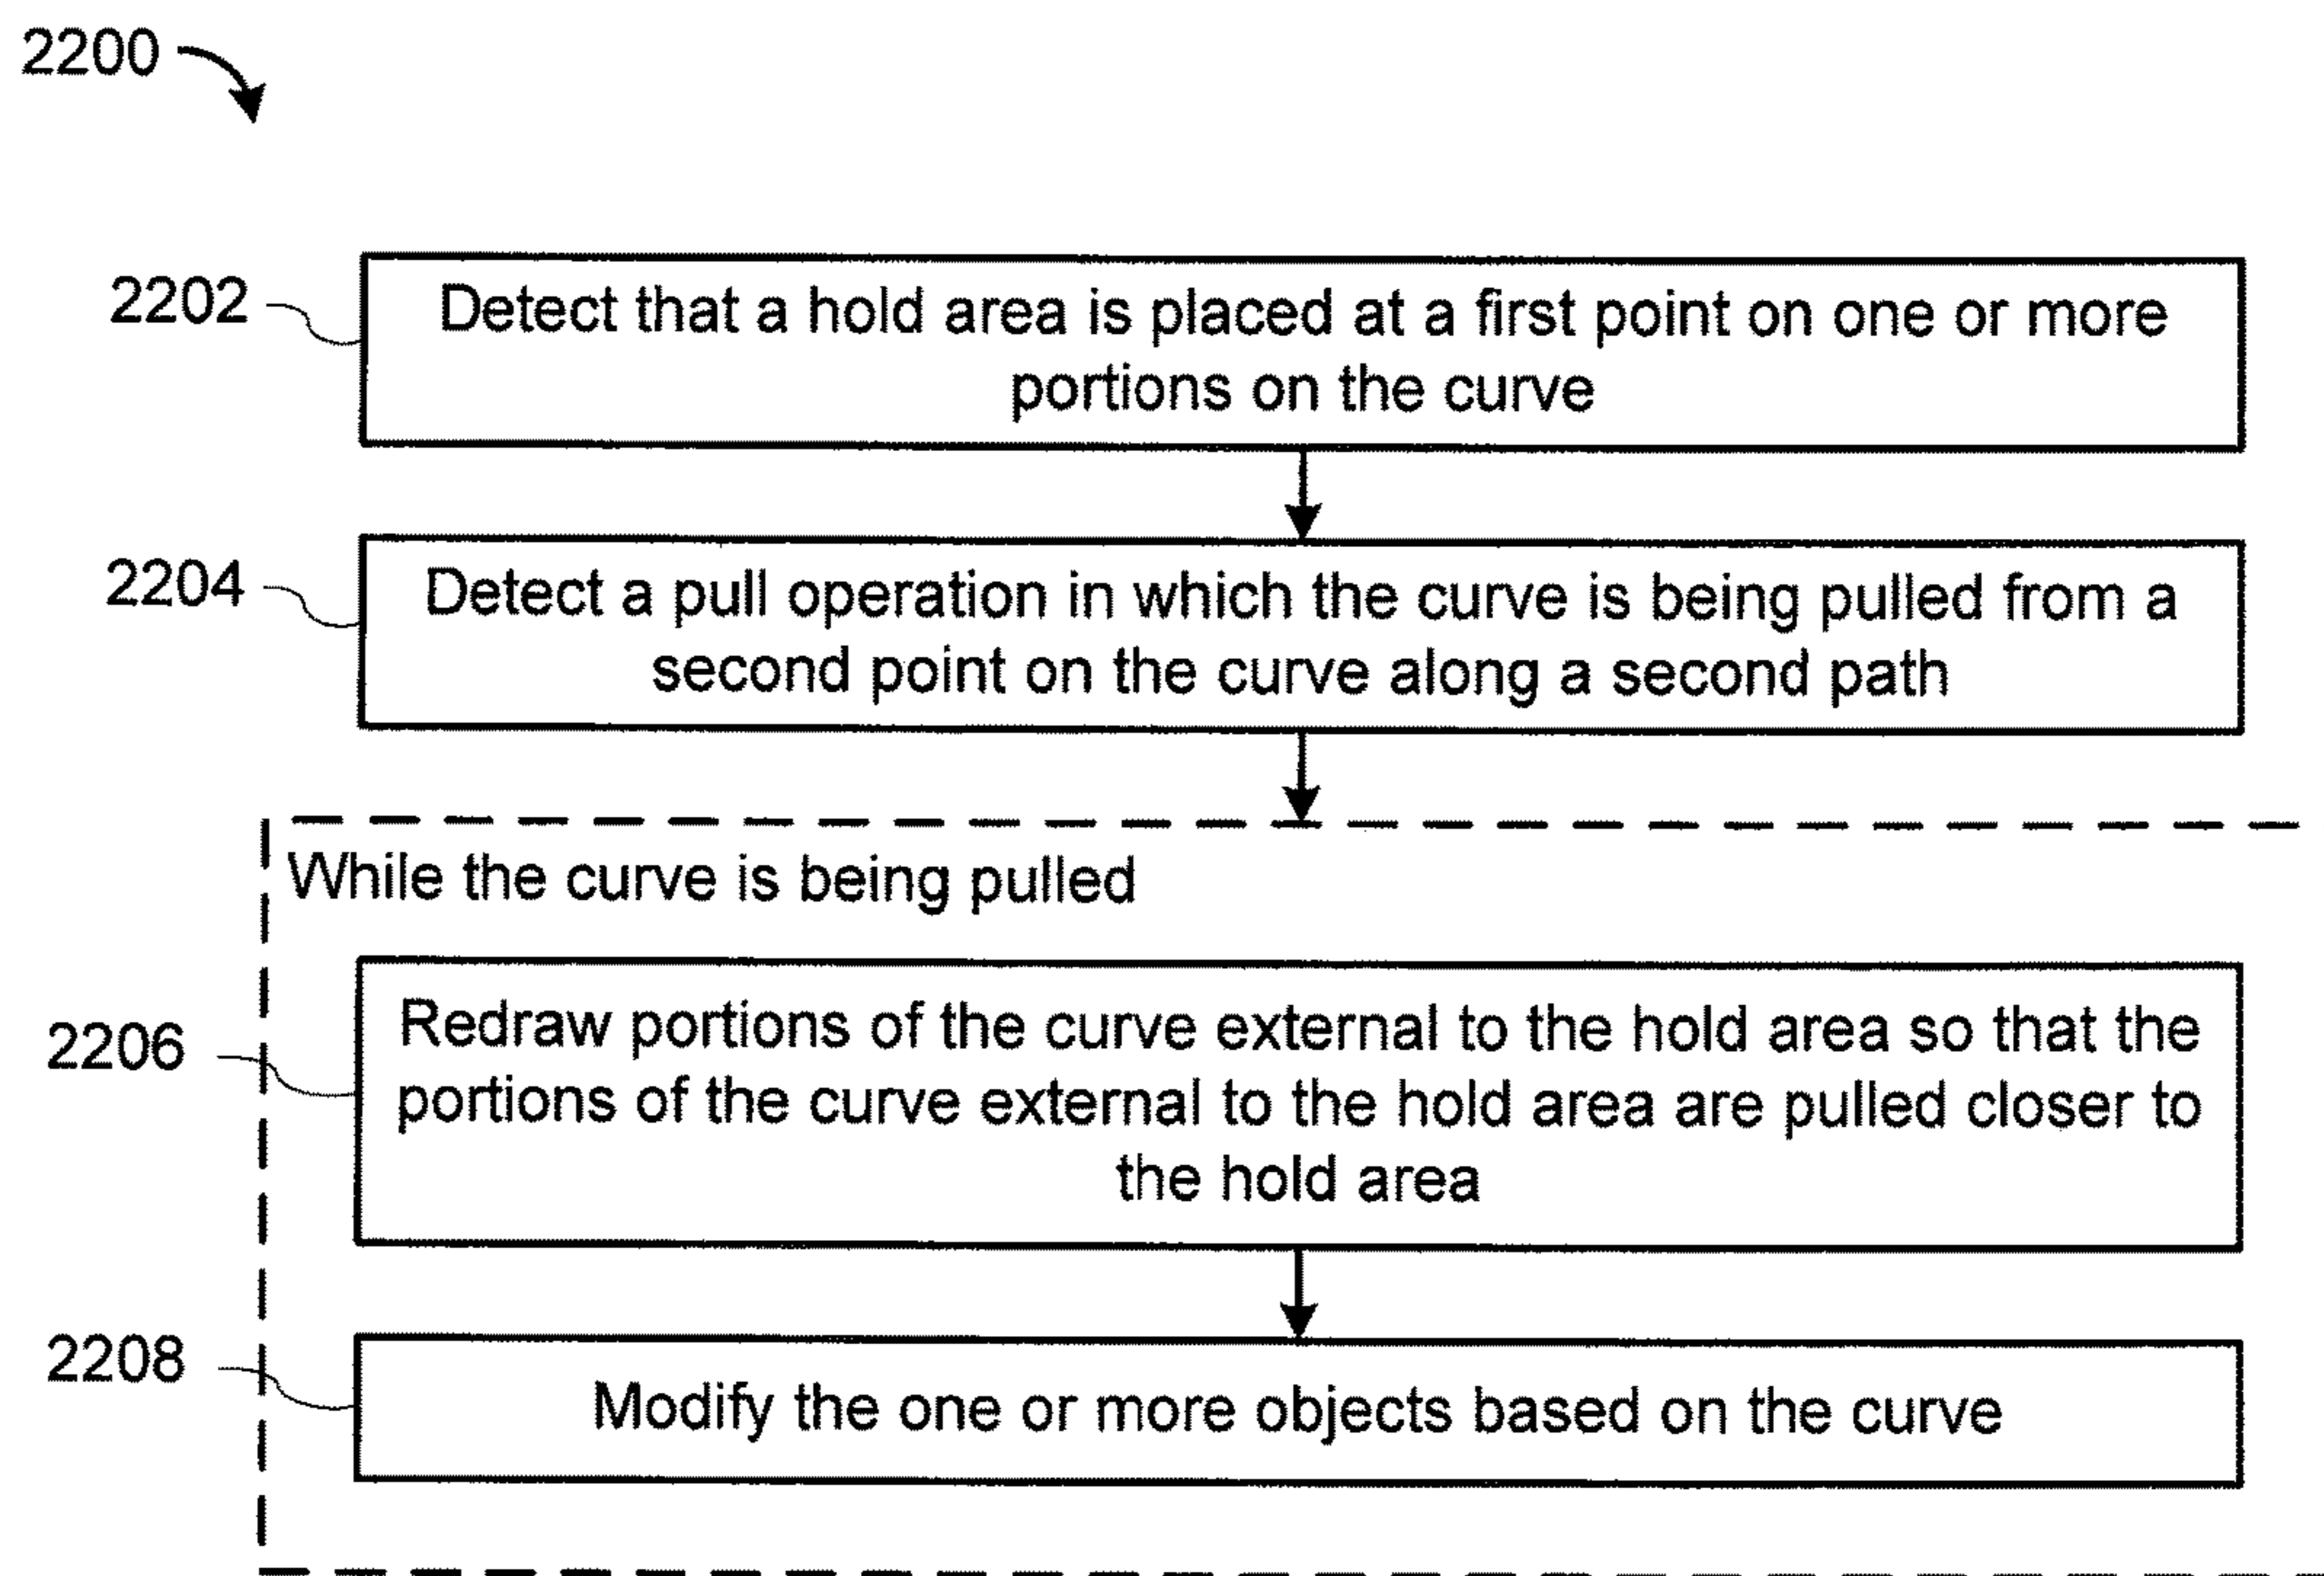 2200
2202
Detect that a hold area is placed at a first point on one or more
portions on the curve
2204
Detect a pull operation in which the curve is being pulled from a
second point on the curve along a second path
While the curve is being pulled
2206
Redraw portions of the curve external to the hold area so that the
portions of the curve external to the hold area are pulled closer to
the hold area
2208
Modify the one or more objects based on the curve